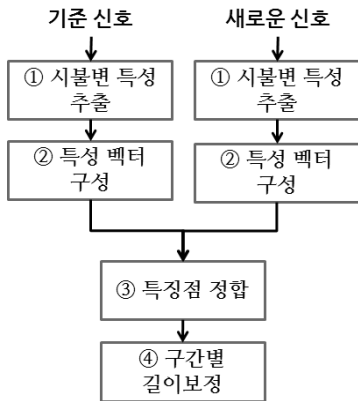 기준 신호
새로운 신호
① 시불변 특성
추출
① 시불변 특성
추출
② 특성 벡터
구성
② 특성 벡터
구성
③ 특징점 정합
④ 구간별
길이보정